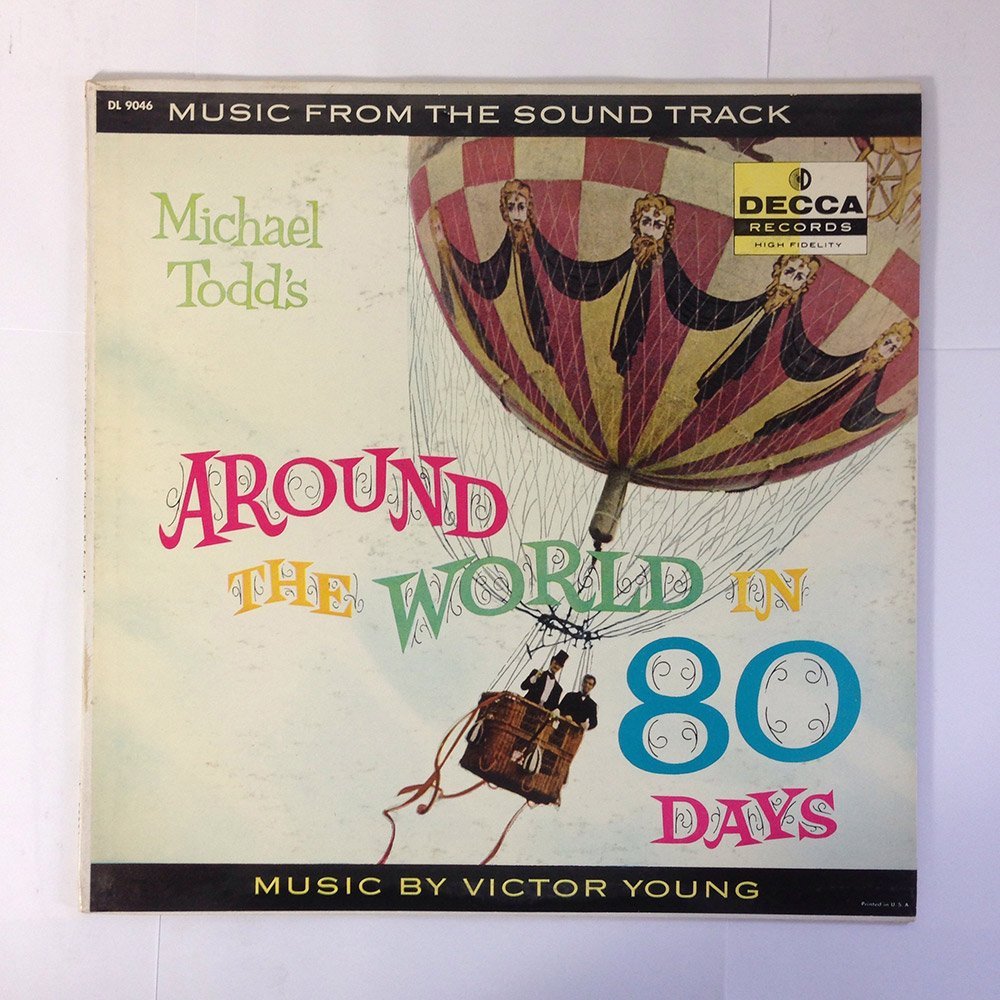 DL 9046
MUSIC FROM THE SOUND TRACK
Michael
Todd's
DECCA
RECORDS
HIGH FIDELITY
AROUND
THE WORLD IN
80
DAYS
MUSIC BY VICTOR YOUNG
Printed in U. S. A